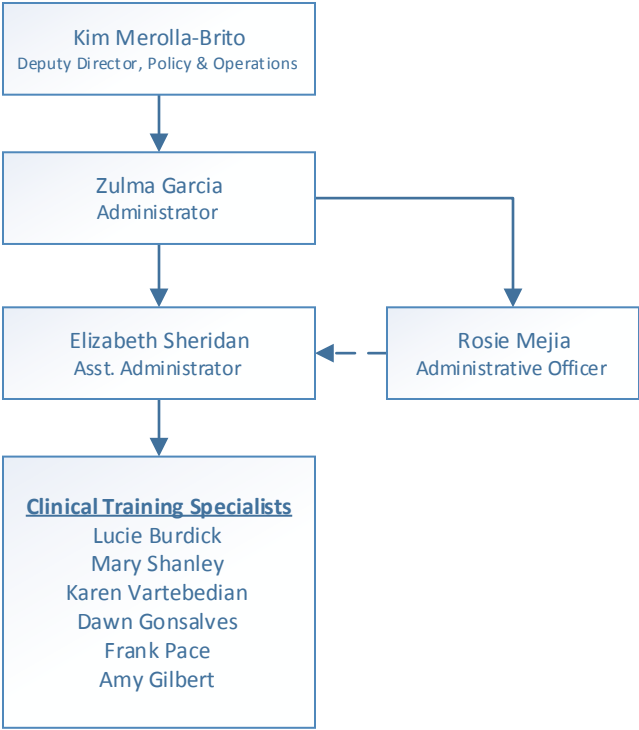 Kim Merolla-Brito
Deputy Director, Policy & Operations
Zulma Garcia
Administrator
Elizabeth Sheridan
Asst. Administrator
Rosie Mejia
Administrative Officer
Clinical Training Specialists
Lucie Burdick
Mary Shanley
Karen Vartebedian
Dawn Gonsalves
Frank Pace
Amy Gilbert